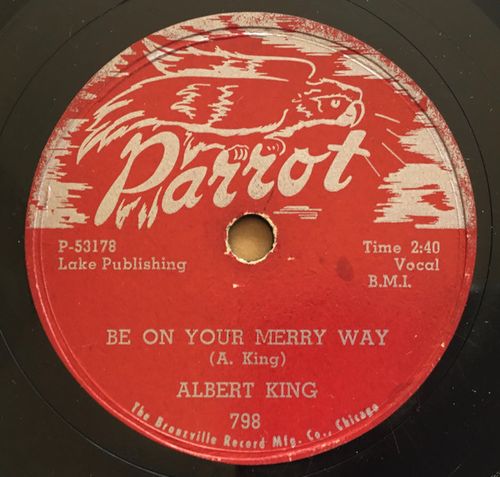 Parrot
P-53178
Lake Publishing
Time 2:40
Vocal
B.M.I.
BE ON YOUR MERRY WAY
(A. King)
ALBERT KING
798
The Bronzville Record Mfg. Co., Chicago